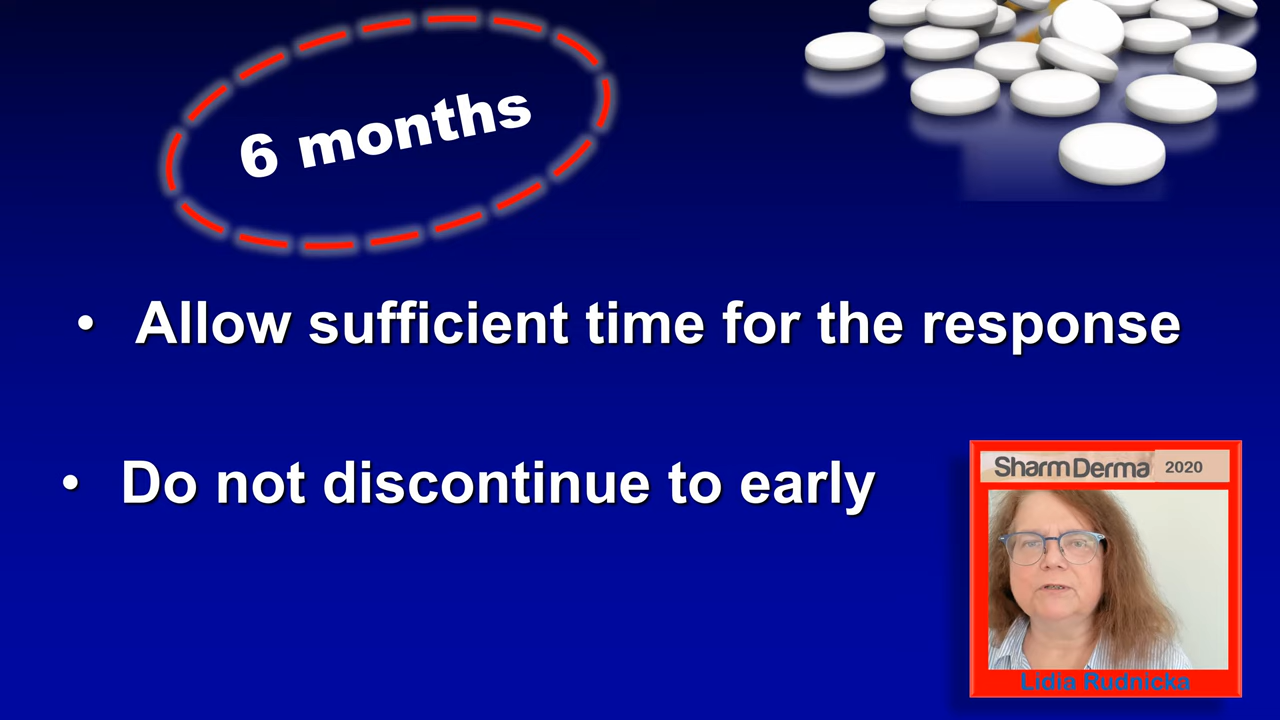 6 months
• Allow sufficient time for the response
• Do not discontinue to early
SharmDerma 2020
Lidia Rudnicka